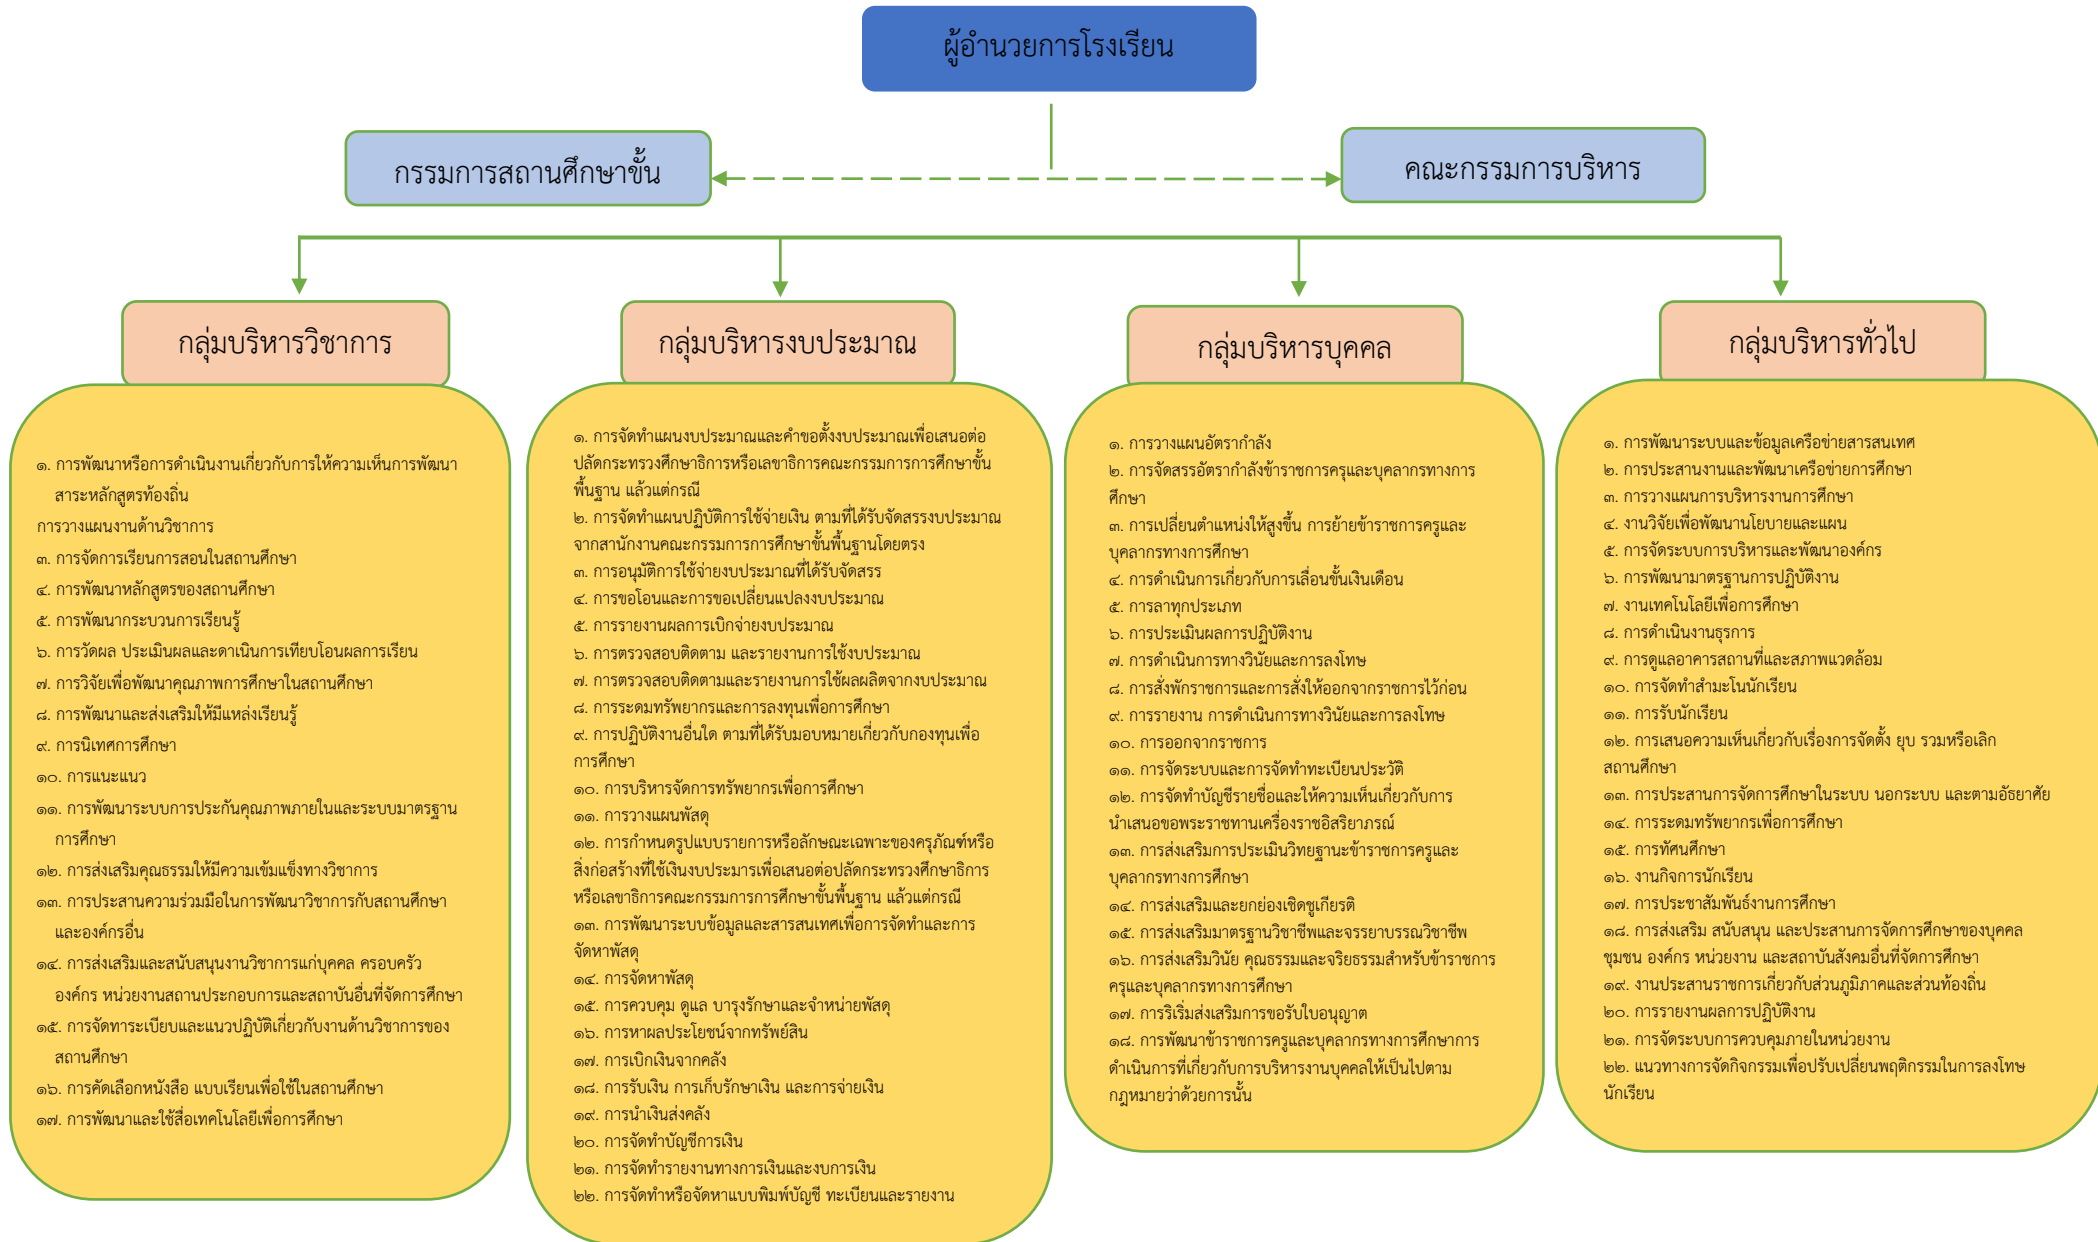 ผู้อำนวยการโรงเรียน
กรรมการสถานศึกษาขั้น
คณะกรรมการบริหาร
กลุ่มบริหารวิชาการ
๑. การพัฒนาหรือการดำเนินงานเกี่ยวกับการให้ความเห็นการพัฒนา
สาระหลักสูตรท้องถิ่น
การวางแผนงานด้านวิชาการ
๓. การจัดการเรียนการสอนในสถานศึกษา
๔. การพัฒนาหลักสูตรของสถานศึกษา
๕. การพัฒนากระบวนการเรียนรู้
๖. การวัดผล ประเมินผลและดาเนินการเทียบโอนผลการเรียน
๗. การวิจัยเพื่อพัฒนาคุณภาพการศึกษาในสถานศึกษา
๘. การพัฒนาและส่งเสริมให้มีแหล่งเรียนรู้
๙. การนิเทศการศึกษา
๑๐. การแนะแนว
๑๑. การพัฒนาระบบการประกันคุณภาพภายในและระบบมาตรฐาน
การศึกษา
๑๒. การส่งเสริมคุณธรรมให้มีความเข้มแข็งทางวิชาการ
๑๓. การประสานความร่วมมือในการพัฒนาวิชาการกับสถานศึกษา
และองค์กรอื่น
๑๔. การส่งเสริมและสนับสนุนงานวิชาการแก่บุคคล ครอบครัว
องค์กร หน่วยงานสถานประกอบการและสถาบันอื่นที่จัดการศึกษา
๑๕. การจัดทาระเบียบและแนวปฏิบัติเกี่ยวกับงานด้านวิชาการของ
สถานศึกษา
๑๖. การคัดเลือกหนังสือ แบบเรียนเพื่อใช้ในสถานศึกษา
๑๗. การพัฒนาและใช้สื่อเทคโนโลยีเพื่อการศึกษา
กลุ่มบริหารงบประมาณ
๑. การจัดทำแผนงบประมาณและคำขอตั้งงบประมาณเพื่อเสนอต่อ
ปลัดกระทรวงศึกษาธิการหรือเลขาธิการคณะกรรมการการศึกษาขั้น
พื้นฐาน แล้วแต่กรณี
๒. การจัดทำแผนปฏิบัติการใช้จ่ายเงิน ตามที่ได้รับจัดสรรงบประมาณ
จากสานักงานคณะกรรมการการศึกษาขั้นพื้นฐานโดยตรง
๓. การอนุมัติการใช้จ่ายงบประมาณที่ได้รับจัดสรร
๔. การขอโอนและการขอเปลี่ยนแปลงงบประมาณ
๕. การรายงานผลการเบิกจ่ายงบประมาณ
๖. การตรวจสอบติดตาม และรายงานการใช้งบประมาณ
๗. การตรวจสอบติดตามและรายงานการใช้ผลผลิตจากงบประมาณ
๘. การระดมทรัพยากรและการลงทุนเพื่อการศึกษา
๙. การปฏิบัติงานอื่นใด ตามที่ได้รับมอบหมายเกี่ยวกับกองทุนเพื่อ
การศึกษา
๑๐. การบริหารจัดการทรัพยากรเพื่อการศึกษา
๑๑. การวางแผนพัสดุ
๑๒. การกำหนดรูปแบบรายการหรือลักษณะเฉพาะของครุภัณฑ์หรือ
สิ่งก่อสร้างที่ใช้เงินงบประมารเพื่อเสนอต่อปลัดกระทรวงศึกษาธิการ
หรือเลขาธิการคณะกรรมการการศึกษาขั้นพื้นฐาน แล้วแต่กรณี
๑๓. การพัฒนาระบบข้อมูลและสารสนเทศเพื่อการจัดทำและการ
จัดหาพัสดุ
๑๔. การจัดหาพัสดุ
๑๕. การควบคุม ดูแล บารุงรักษาและจำหน่ายพัสดุ
๑๖. การหาผลประโยชน์จากทรัพย์สิน
๑๗. การเบิกเงินจากคลัง
๑๘. การรับเงิน การเก็บรักษาเงิน และการจ่ายเงิน
๑๙. การนำเงินส่งคลัง
๒๐. การจัดทำบัญชีการเงิน
๒๑. การจัดทำรายงานทางการเงินและงบการเงิน
๒๒. การจัดทำหรือจัดหาแบบพิมพ์บัญชี ทะเบียนและรายงาน
กลุ่มบริหารบุคคล
๑. การวางแผนอัตรากำลัง
๒. การจัดสรรอัตรากำลังข้าราชการครุและบุคลากรทางการ
ศึกษา
๓. การเปลี่ยนตำแหน่งให้สูงขึ้น การย้ายข้าราชการครูและ
บุคลากรทางการศึกษา
๔. การดำเนินการเกี่ยวกับการเลื่อนขั้นเงินเดือน
๕. การลาทุกประเภท
๖. การประเมินผลการปฏิบัติงาน
๗. การดำเนินการทางวินัยและการลงโทษ
๘. การสั่งพักราชการและการสั่งให้ออกจากราชการไว้ก่อน
๙. การรายงาน การดำเนินการทางวินัยและการลงโทษ
๑๐. การออกจากราชการ
๑๑. การจัดระบบและการจัดทำทะเบียนประวัติ
๑๒. การจัดทำบัญชีรายชื่อและให้ความเห็นเกี่ยวกับการ
นำเสนอขอพระราชทานเครื่องราชอิสริยาภรณ์
๑๓. การส่งเสริมการประเมินวิทยฐานะข้าราชการครูและ
บุคลากรทางการศึกษา
๑๔. การส่งเสริมและยกย่องเชิดชูเกียรติ
๑๕. การส่งเสริมมาตรฐานวิชาชีพและจรรยาบรรณวิชาชีพ
๑๖. การส่งเสริมวินัย คุณธรรมและจริยธรรมสำหรับข้าราชการ
ครุและบุคลากรทางการศึกษา
๑๗. การริเริ่มส่งเสริมการขอรับใบอนุญาต
๑๘. การพัฒนาข้าราชการครูและบุคลากรทางการศึกษาการ
ดำเนินการที่เกี่ยวกับการบริหารงานบุคคลให้เป็นไปตาม
กฎหมายว่าด้วยการนั้น
กลุ่มบริหารทั่วไป
๑. การพัฒนาระบบและข้อมูลเครือข่ายสารสนเทศ
๒. การประสานงานและพัฒนาเครือข่ายการศึกษา
๓. การวางแผนการบริหารงานการศึกษา
๔. งานวิจัยเพื่อพัฒนานโยบายและแผน
๕. การจัดระบบการบริหารและพัฒนาองค์กร
๖. การพัฒนามาตรฐานการปฏิบัติงาน
๗. งานเทคโนโลยีเพื่อการศึกษา
๘. การดำเนินงานธุรการ
๙. การดูแลอาคารสถานที่และสภาพแวดล้อม
๑๐. การจัดทำสำมะโนนักเรียน
๑๑. การรับนักเรียน
๑๒. การเสนอความเห็นเกี่ยวกับเรื่องการจัดตั้ง ยุบ รวมหรือเลิก
สถานศึกษา
๑๓. การประสานการจัดการศึกษาในระบบ นอกระบบ และตามอัธยาศัย
๑๔. การระดมทรัพยากรเพื่อการศึกษา
๑๕. การทัศนศึกษา
๑๖. งานกิจการนักเรียน
๑๗. การประชาสัมพันธ์งานการศึกษา
๑๘. การส่งเสริม สนับสนุน และประสานการจัดการศึกษาของบุคคล
ชุมชน องค์กร หน่วยงาน และสถาบันสังคมอื่นที่จัดการศึกษา
๑๙. งานประสานราชการเกี่ยวกับส่วนภูมิภาคและส่วนท้องถิ่น
๒๐. การรายงานผลการปฏิบัติงาน
๒๑. การจัดระบบการควบคุมภายในหน่วยงาน
๒๒. แนวทางการจัดกิจกรรมเพื่อปรับเปลี่ยนพฤติกรรมในการลงโทษ
นักเรียน